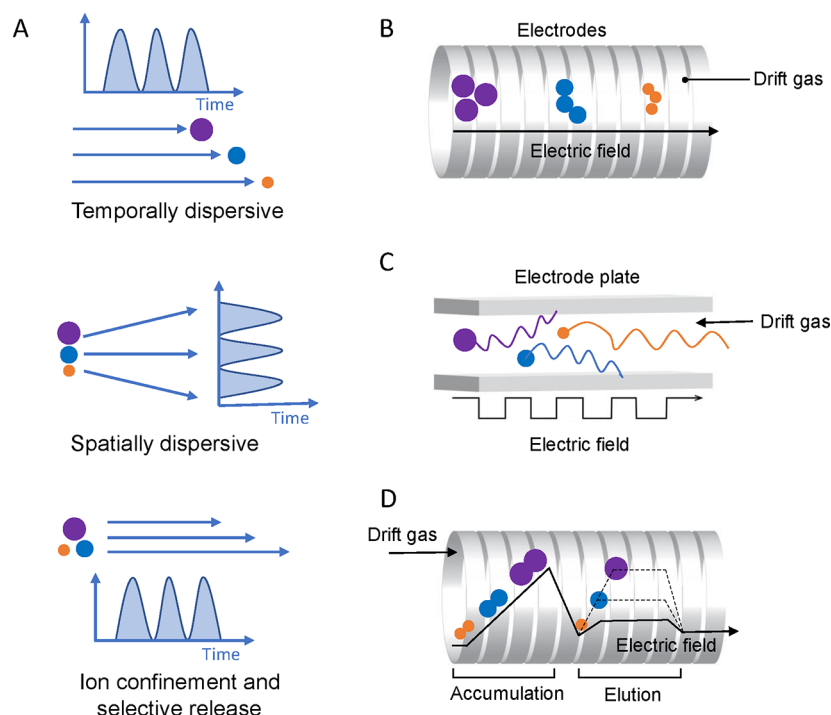 A
Time
Temporally dispersive
Time
Spatially dispersive
Time
Ion confinement and
selective release
B
Electrodes
Drift gas
Electric field
C
Electrode plate
Drift gas
Electric field
D
Drift gas
Electric field
Accumulation
Elution